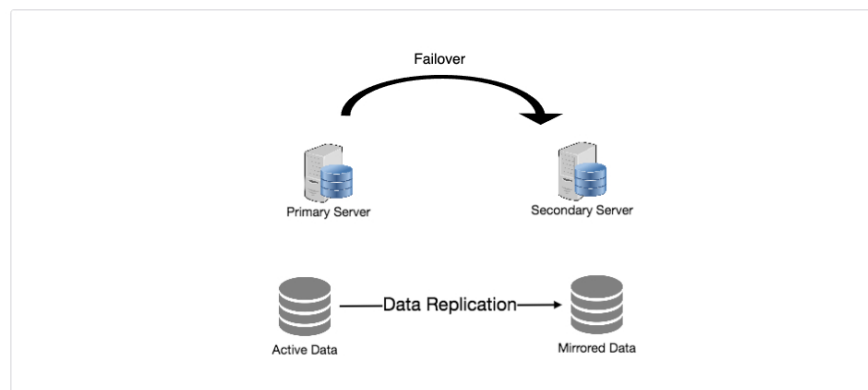 Failover
Primary Server
Secondary Server
Data Replication
Active Data
Mirrored Data